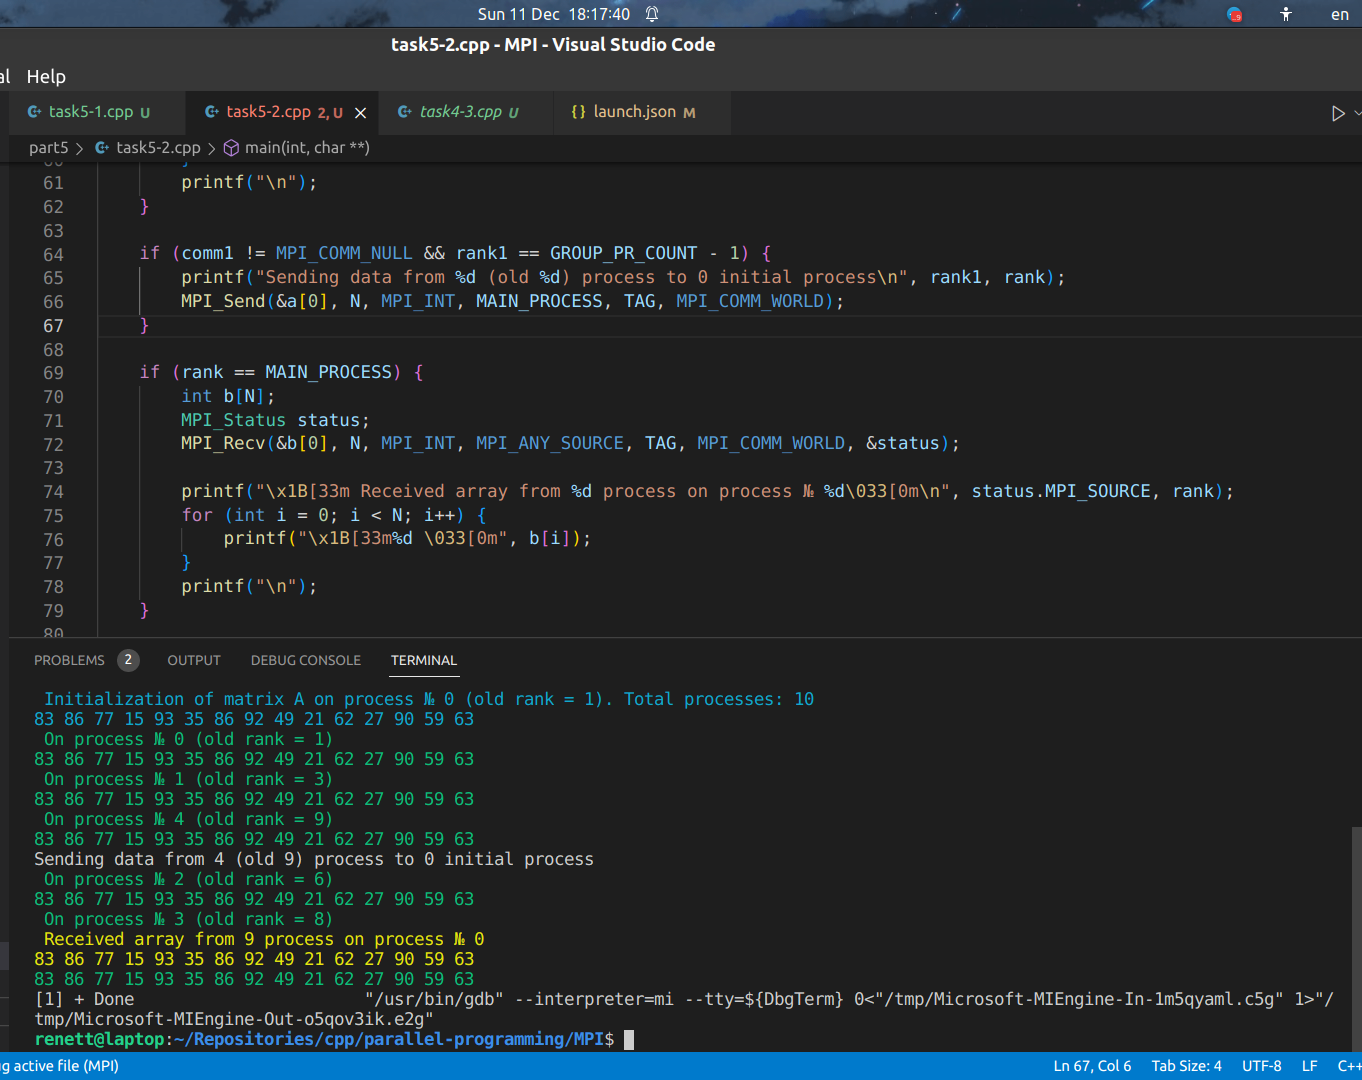 Sun 11 Dec 18:17:40
en
task5-2.cpp - MPI - Visual Studio Code
al Help
task5-1.cpp U task5-2.cpp 2, U task4-3.cpp U {} launch.json M
part5 > task5-2.cpp > main(int, char **)
60 }
61 printf("\n");
62 }
63
64 if (comm1 != MPI_COMM_NULL && rank1 == GROUP_PR_COUNT - 1) {
65 printf("Sending data from %d (old %d) process to 0 initial process\n", rank1, rank);
66 MPI_Send(&a[0], N, MPI_INT, MAIN_PROCESS, TAG, MPI_COMM_WORLD);
67 }
68
69 if (rank == MAIN_PROCESS) {
70 int b[N];
71 MPI_Status status;
72 MPI_Recv(&b[0], N, MPI_INT, MPI_ANY_SOURCE, TAG, MPI_COMM_WORLD, &status);
73
74 printf("\x1B[33m Received array from %d process on process № %d\033[0m\n", status.MPI_SOURCE, rank);
75 for (int i = 0; i < N; i++) {
76 printf("\x1B[33m%d \033[0m", b[i]);
77 }
78 printf("\n");
79 }
80
PROBLEMS 2 OUTPUT DEBUG CONSOLE TERMINAL
Initialization of matrix A on process № 0 (old rank = 1). Total processes: 10
83 86 77 15 93 35 86 92 49 21 62 27 90 59 63
On process № 0 (old rank = 1)
83 86 77 15 93 35 86 92 49 21 62 27 90 59 63
On process № 1 (old rank = 3)
83 86 77 15 93 35 86 92 49 21 62 27 90 59 63
On process № 4 (old rank = 9)
83 86 77 15 93 35 86 92 49 21 62 27 90 59 63
Sending data from 4 (old 9) process to 0 initial process
On process № 2 (old rank = 6)
83 86 77 15 93 35 86 92 49 21 62 27 90 59 63
On process № 3 (old rank = 8)
Received array from 9 process on process № 0
83 86 77 15 93 35 86 92 49 21 62 27 90 59 63
83 86 77 15 93 35 86 92 49 21 62 27 90 59 63
[1] + Done "/usr/bin/gdb" --interpreter=mi --tty=${DbgTerm} 0<"/tmp/Microsoft-MIEngine-In-1m5qyaml.c5g" 1>"/
tmp/Microsoft-MIEngine-Out-o5qov3ik.e2g"
renett@laptop:~/Repositories/cpp/parallel-programming/MPI$
g active file (MPI) Ln 67, Col 6 Tab Size: 4 UTF-8 LF C++